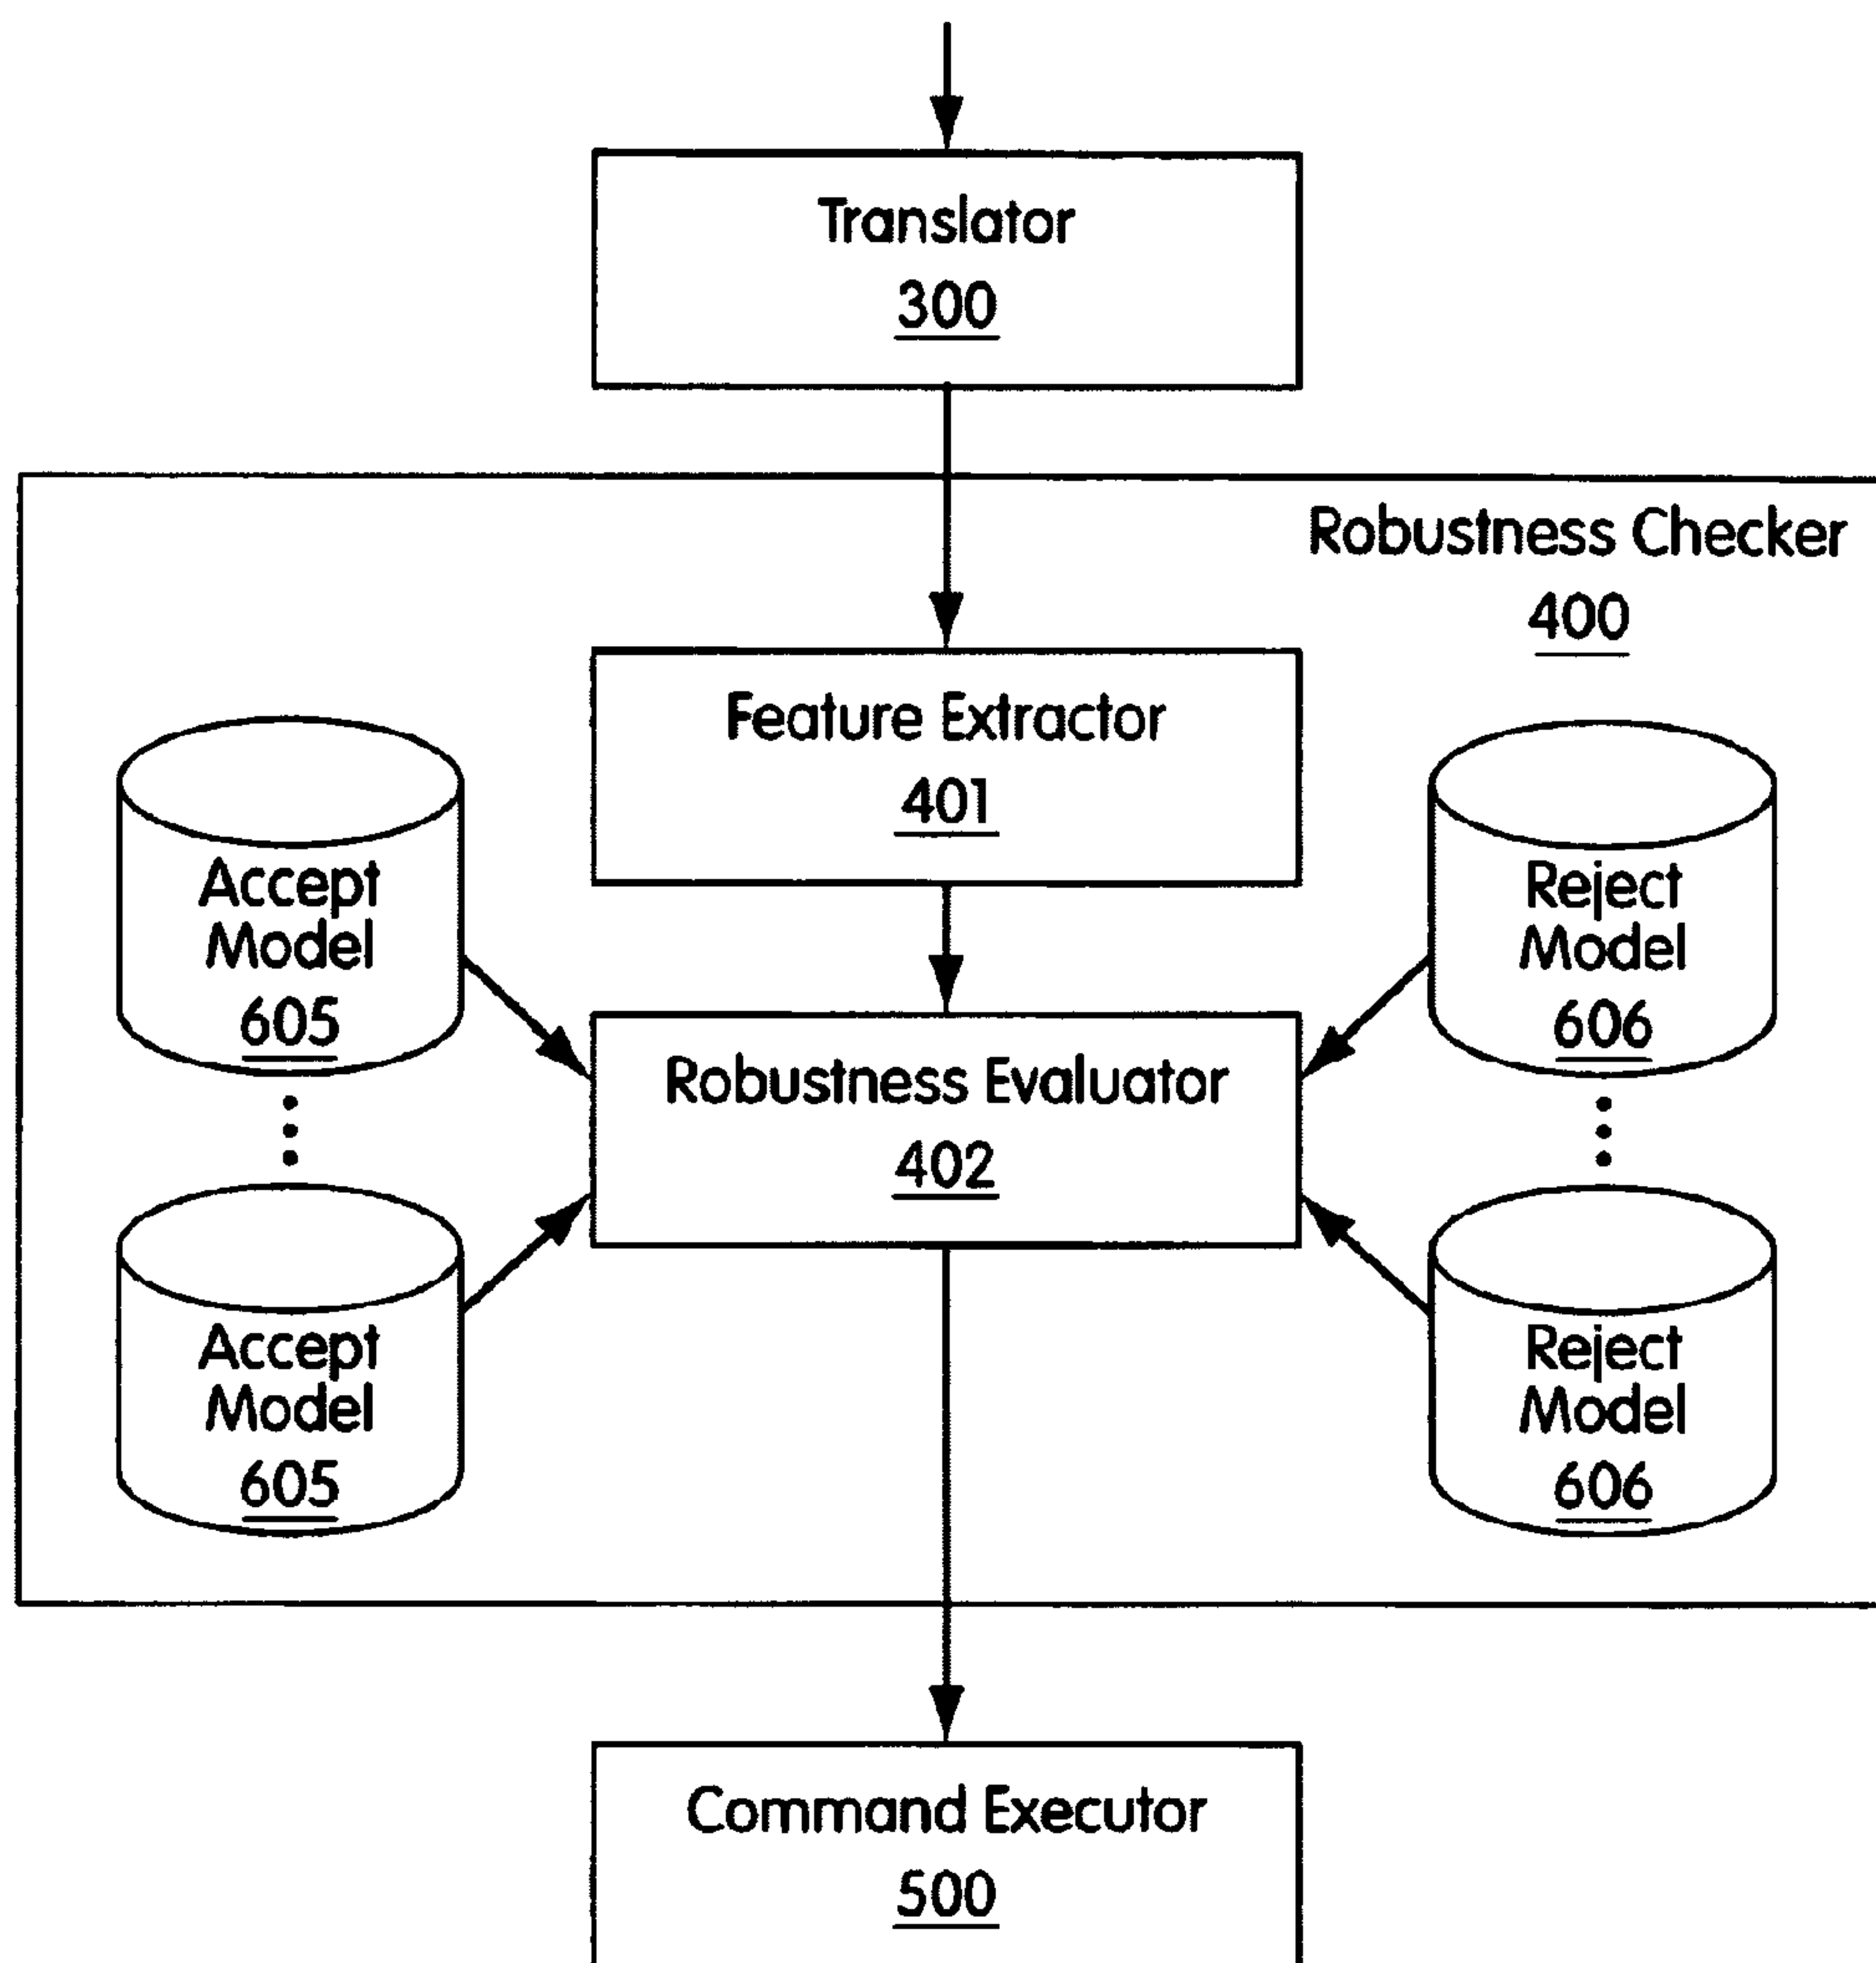 Translator
300
Robustness Checker
400
Feature Extractor
401
Accept
Model
605
Reject
Model
606
Robustness Evaluator
402
Accept
Model
605
Reject
Model
606
Command Executor
500